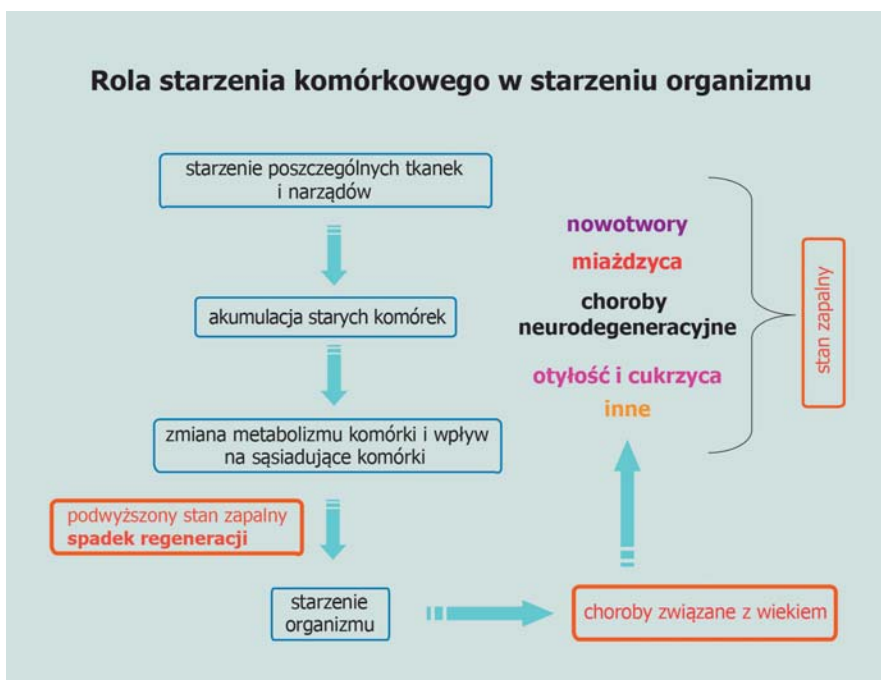 Rola starzenia komórkowego w starzeniu organizmu
starzenie poszczególnych tkanek
i narządów
akumulacja starych komórek
zmiana metabolizmu komórki i wpływ
na sąsiadujące komórki
podwyższony stan zapalny
spadek regeneracji
starzenie
organizmu
choroby związane z wiekiem
nowotwory
miażdzyca
choroby
neurodegeneracyjne
otyłość i cukrzyca
inne
stan zapalny